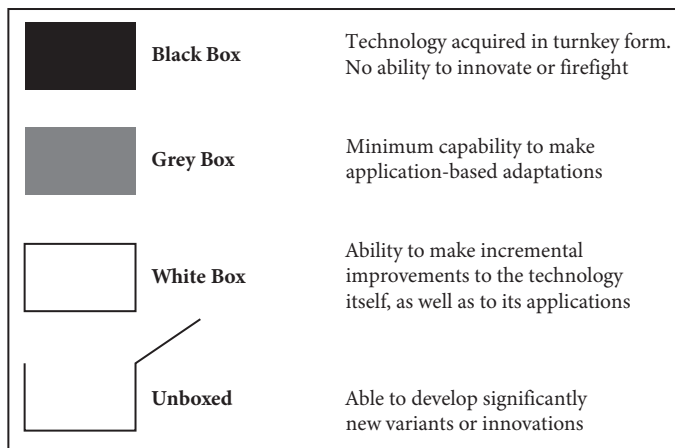 Black Box
Technology acquired in turnkey form.
No ability to innovate or firefight
Grey Box
Minimum capability to make
application-based adaptations
White Box
Ability to make incremental
improvements to the technology
itself, as well as to its applications
Unboxed
Able to develop significantly
new variants or innovations